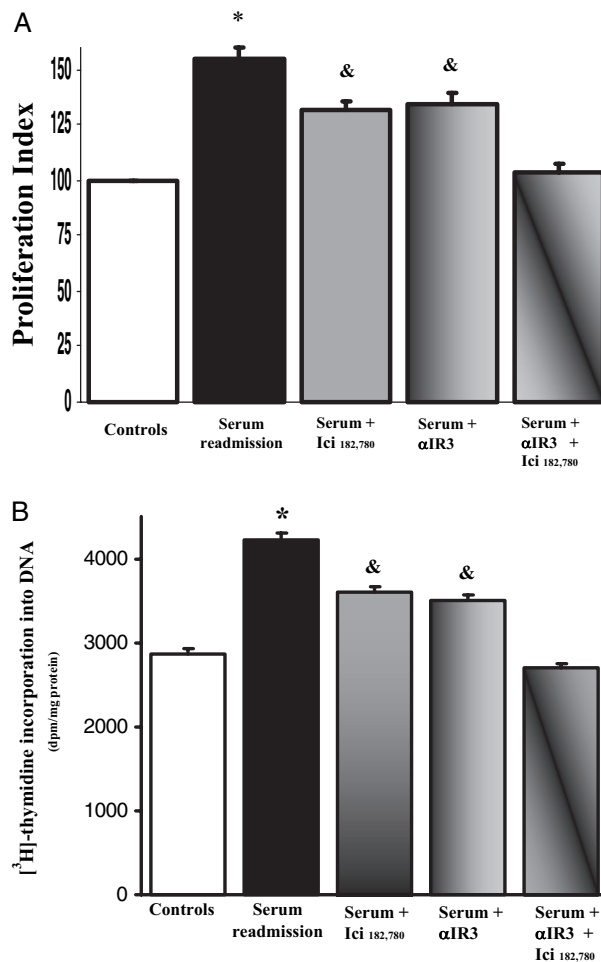 A
*
&
&
150
125
100
75
50
25
0
Proliferation Index
Controls
Serum readmission
Serum + Ici 182,780
Serum + αIR3
Serum + αIR3 + Ici 182,780
B
*
&
&
4000
3000
2000
1000
0
[³H]-thymidine incorporation into DNA
(dpm/mg protein)
Controls
Serum readmission
Serum + Ici 182,780
Serum + αIR3
Serum + αIR3 + Ici 182,780